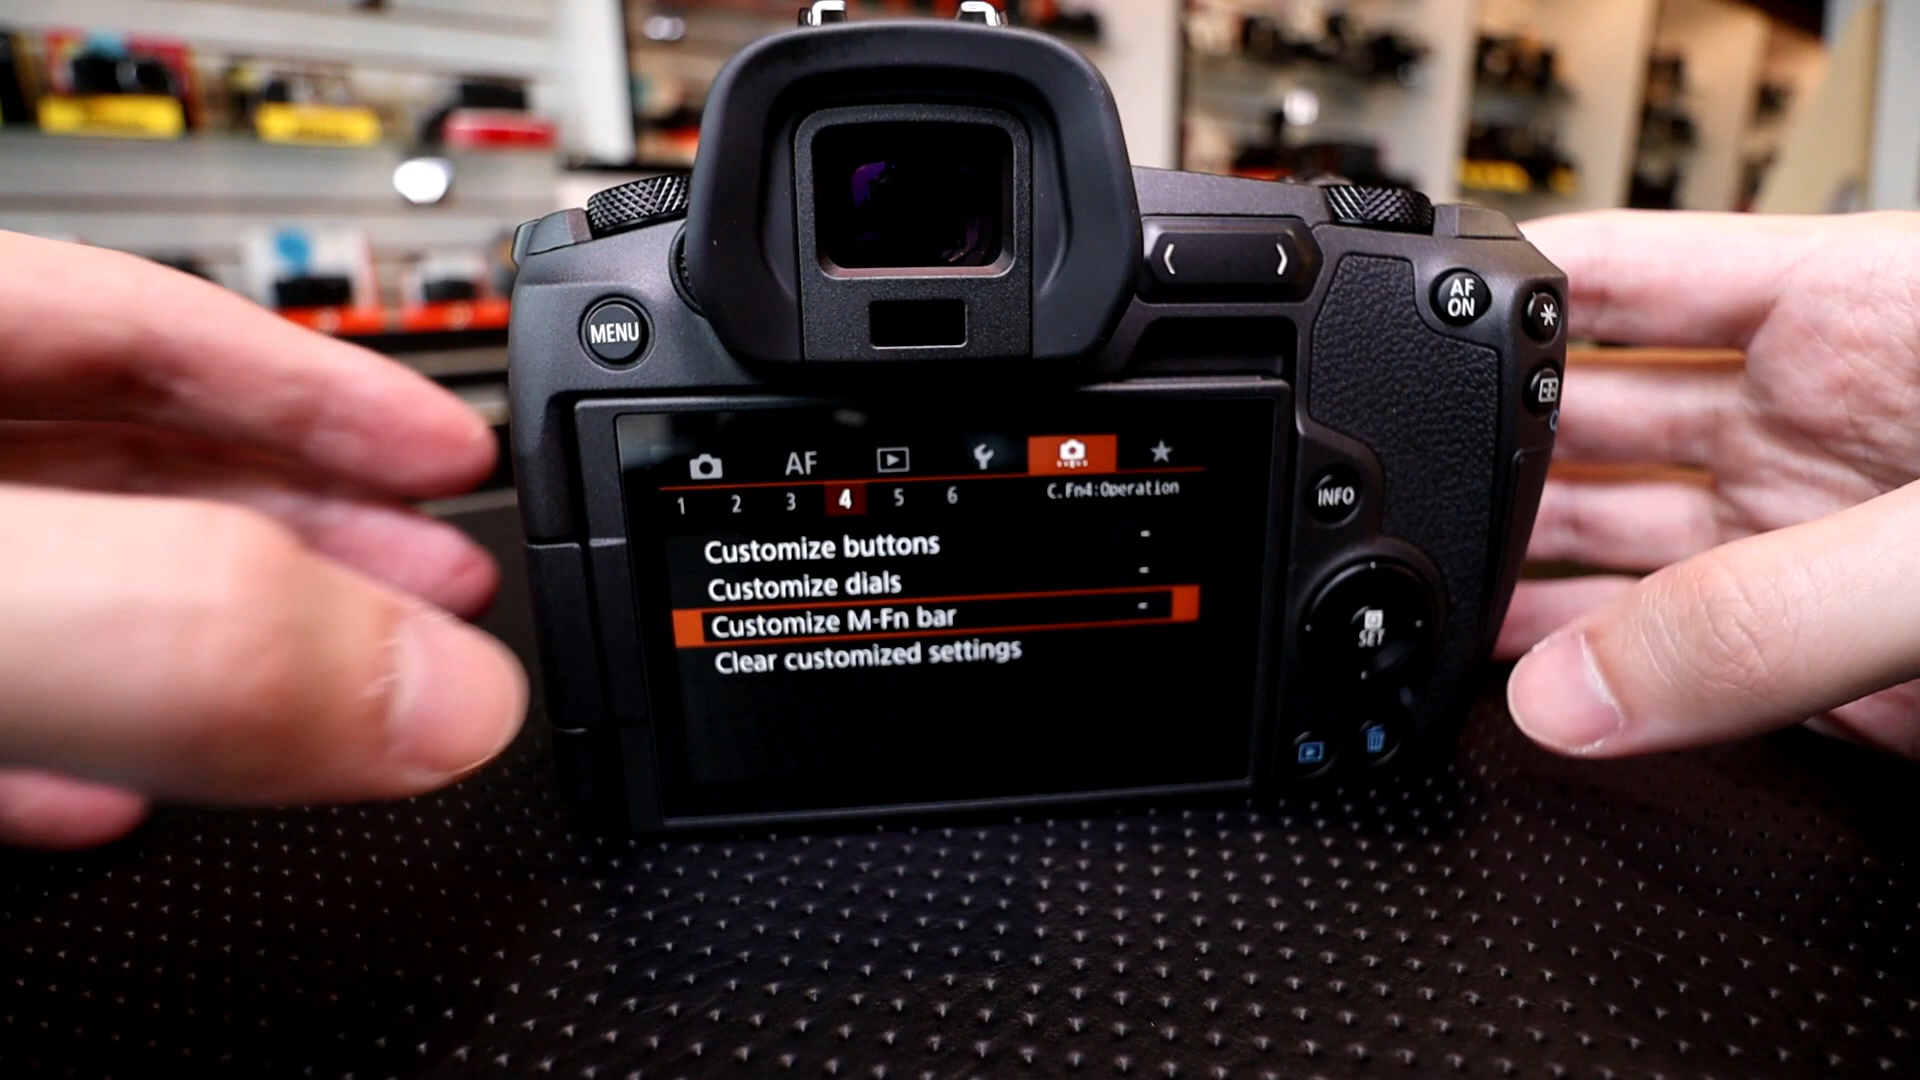 MENU
AF
ON
AF
1 2 3 4 5 6
C.Fn4:Operation
INFO
Customize buttons -
Customize dials -
Customize M-Fn bar -
Clear customized settings
SET